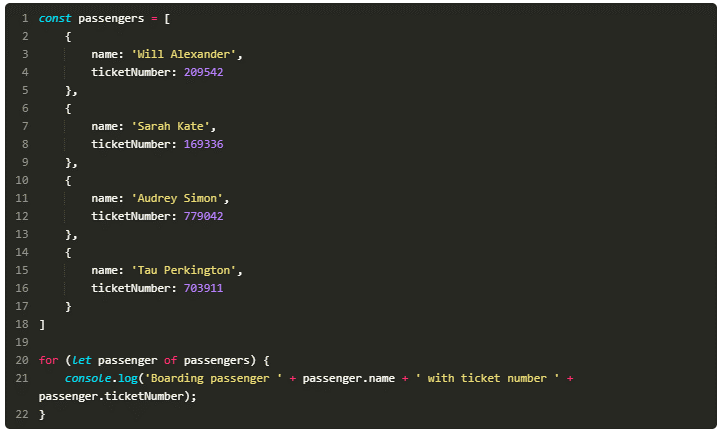 1 const passengers = [
2     {
3         name: 'Will Alexander',
4         ticketNumber: 209542
5     },
6     {
7         name: 'Sarah Kate',
8         ticketNumber: 169336
9     },
10     {
11         name: 'Audrey Simon',
12         ticketNumber: 779042
13     },
14     {
15         name: 'Tau Perkington',
16         ticketNumber: 703911
17     }
18 ]
19
20 for (let passenger of passengers) {
21     console.log('Boarding passenger ' + passenger.name + ' with ticket number ' +
passenger.ticketNumber);
22 }